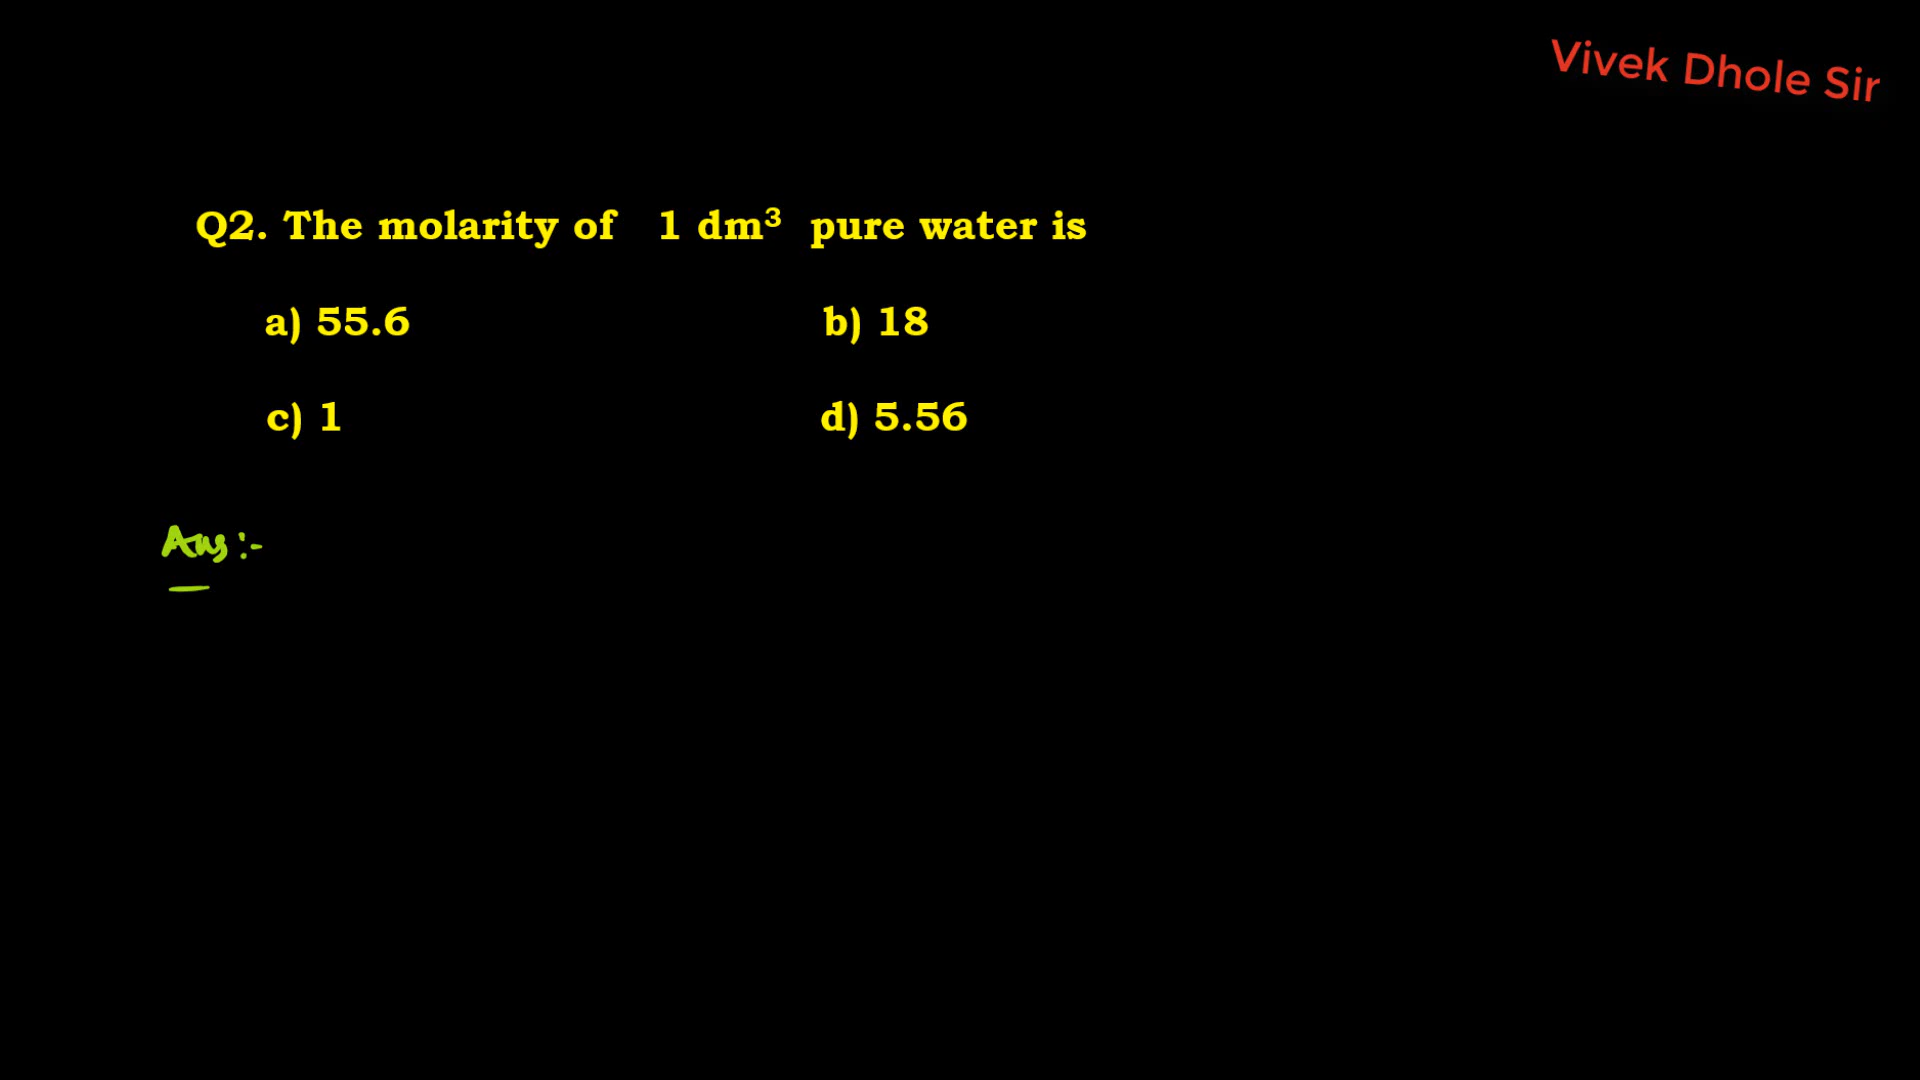 Vivek Dhole Sir
Q2. The molarity of 1 dm³ pure water is
a) 55.6 b) 18
c) 1 d) 5.56
Ans :-